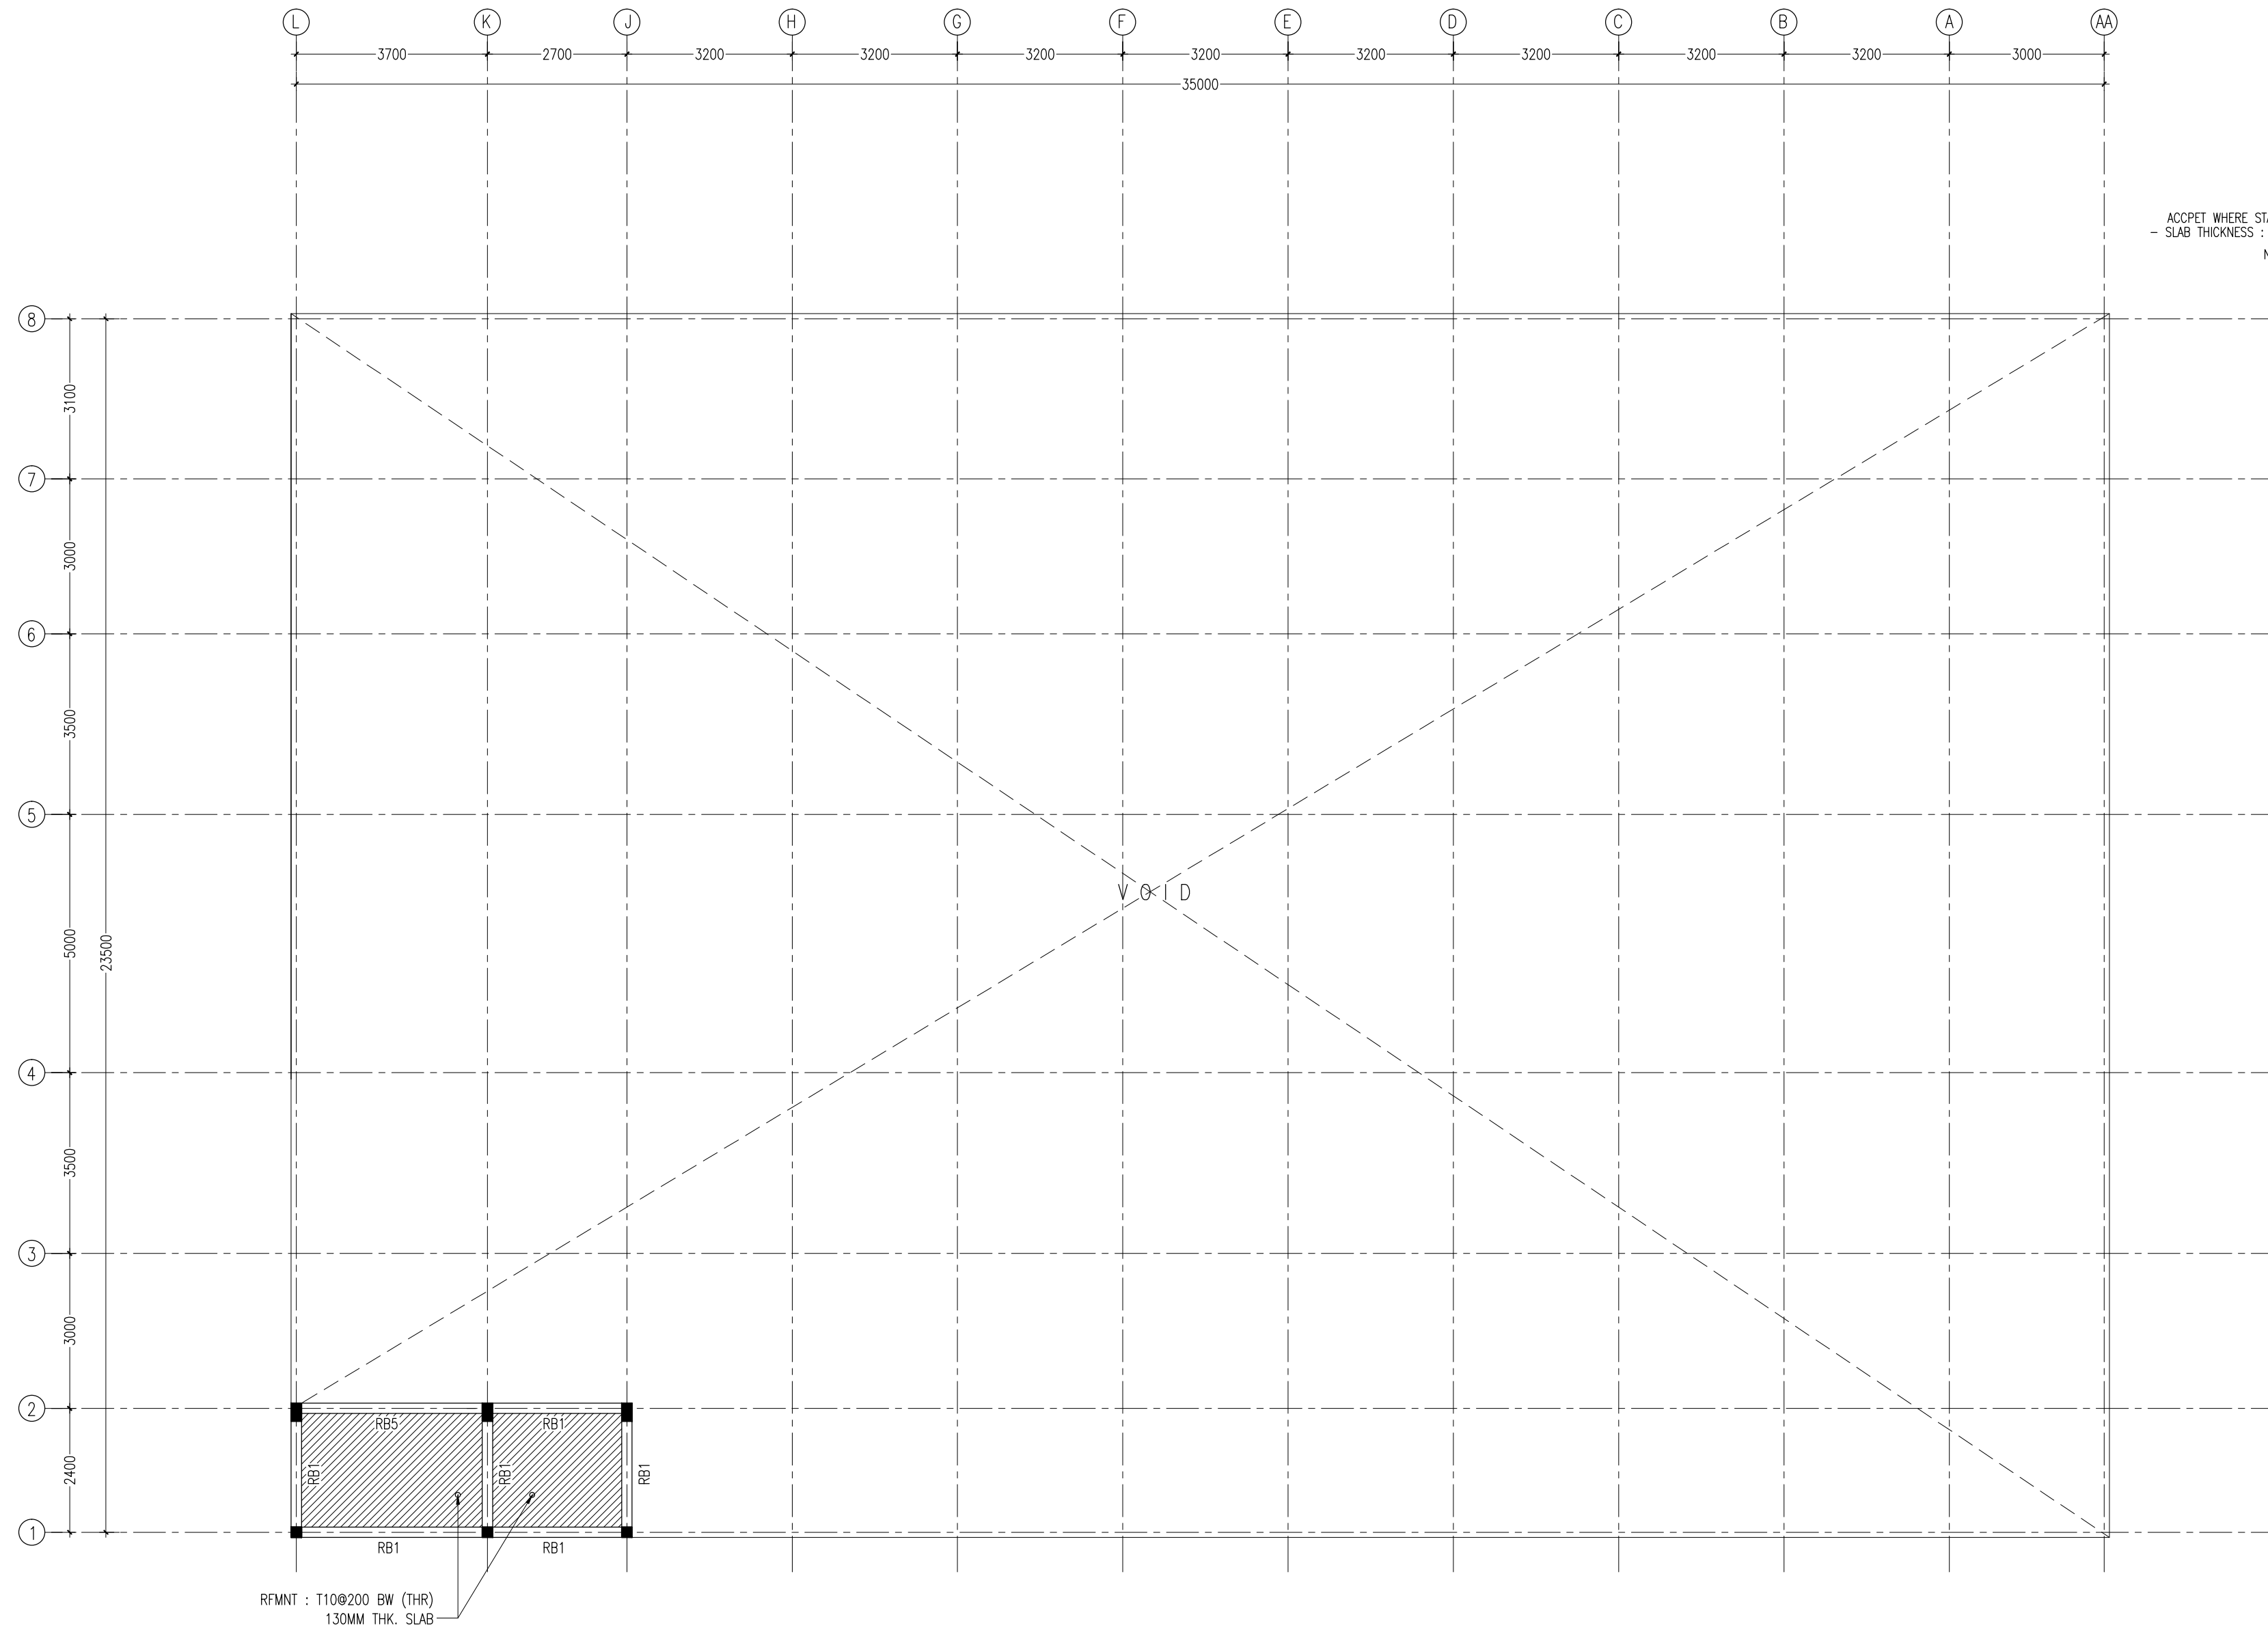 L K J H G F E D C B A AA
3700 2700 3200 3200 3200 3200 3200 3200 3200 3200 3000
35000
ACCPET WHERE
- SLAB THICKNESS :
8
3100
7
3000
6
3500
5
VOID
5000
23500
4
3500
3
3000
2
RB5 RB1
2400
RB1 RB1 RB1
1
RB1 RB1
RFMNT : T10@200 BW (THR)
130MM THK. SLAB